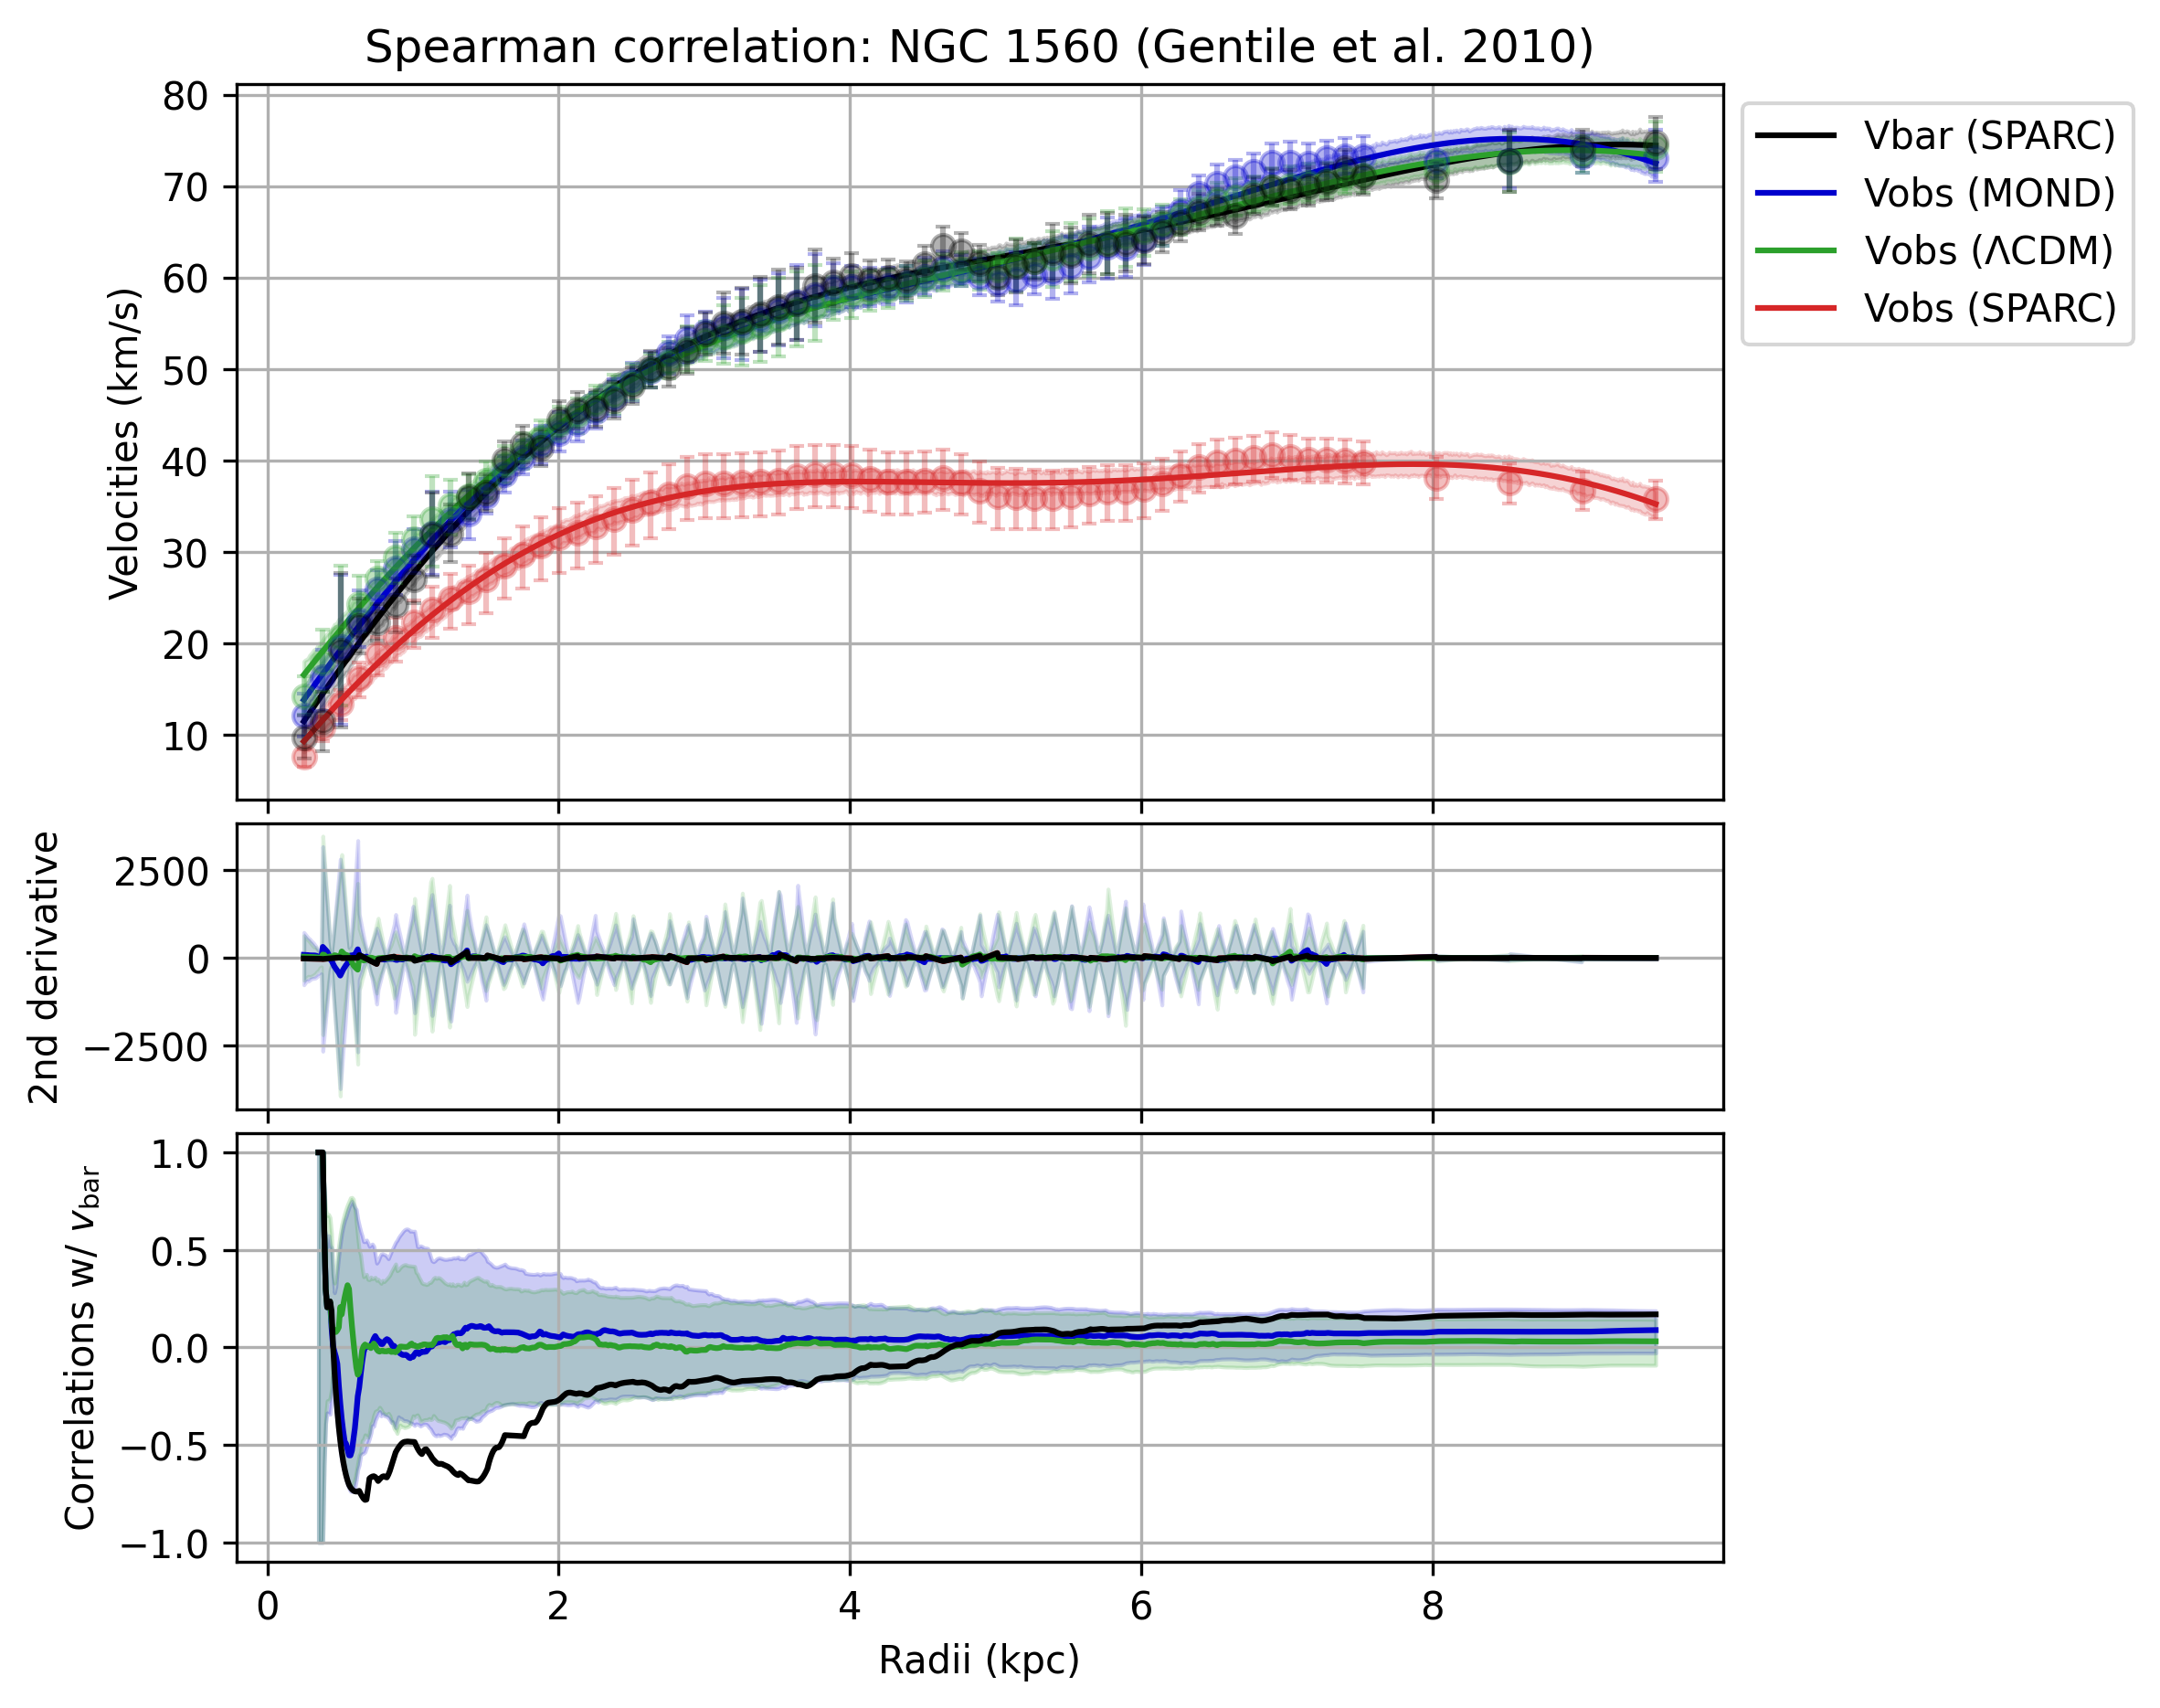 Spearman correlation: NGC 1560 (Gentile et al. 2010)
Velocities (km/s)
80
70
60
50
40
30
20
10
Vbar (SPARC)
Vobs (MOND)
Vobs (ΛCDM)
Vobs (SPARC)
2nd derivative
2500
0
−2500
Correlations w/ vbar
1.0
0.5
0.0
−0.5
−1.0
0 2 4 6 8
Radii (kpc)